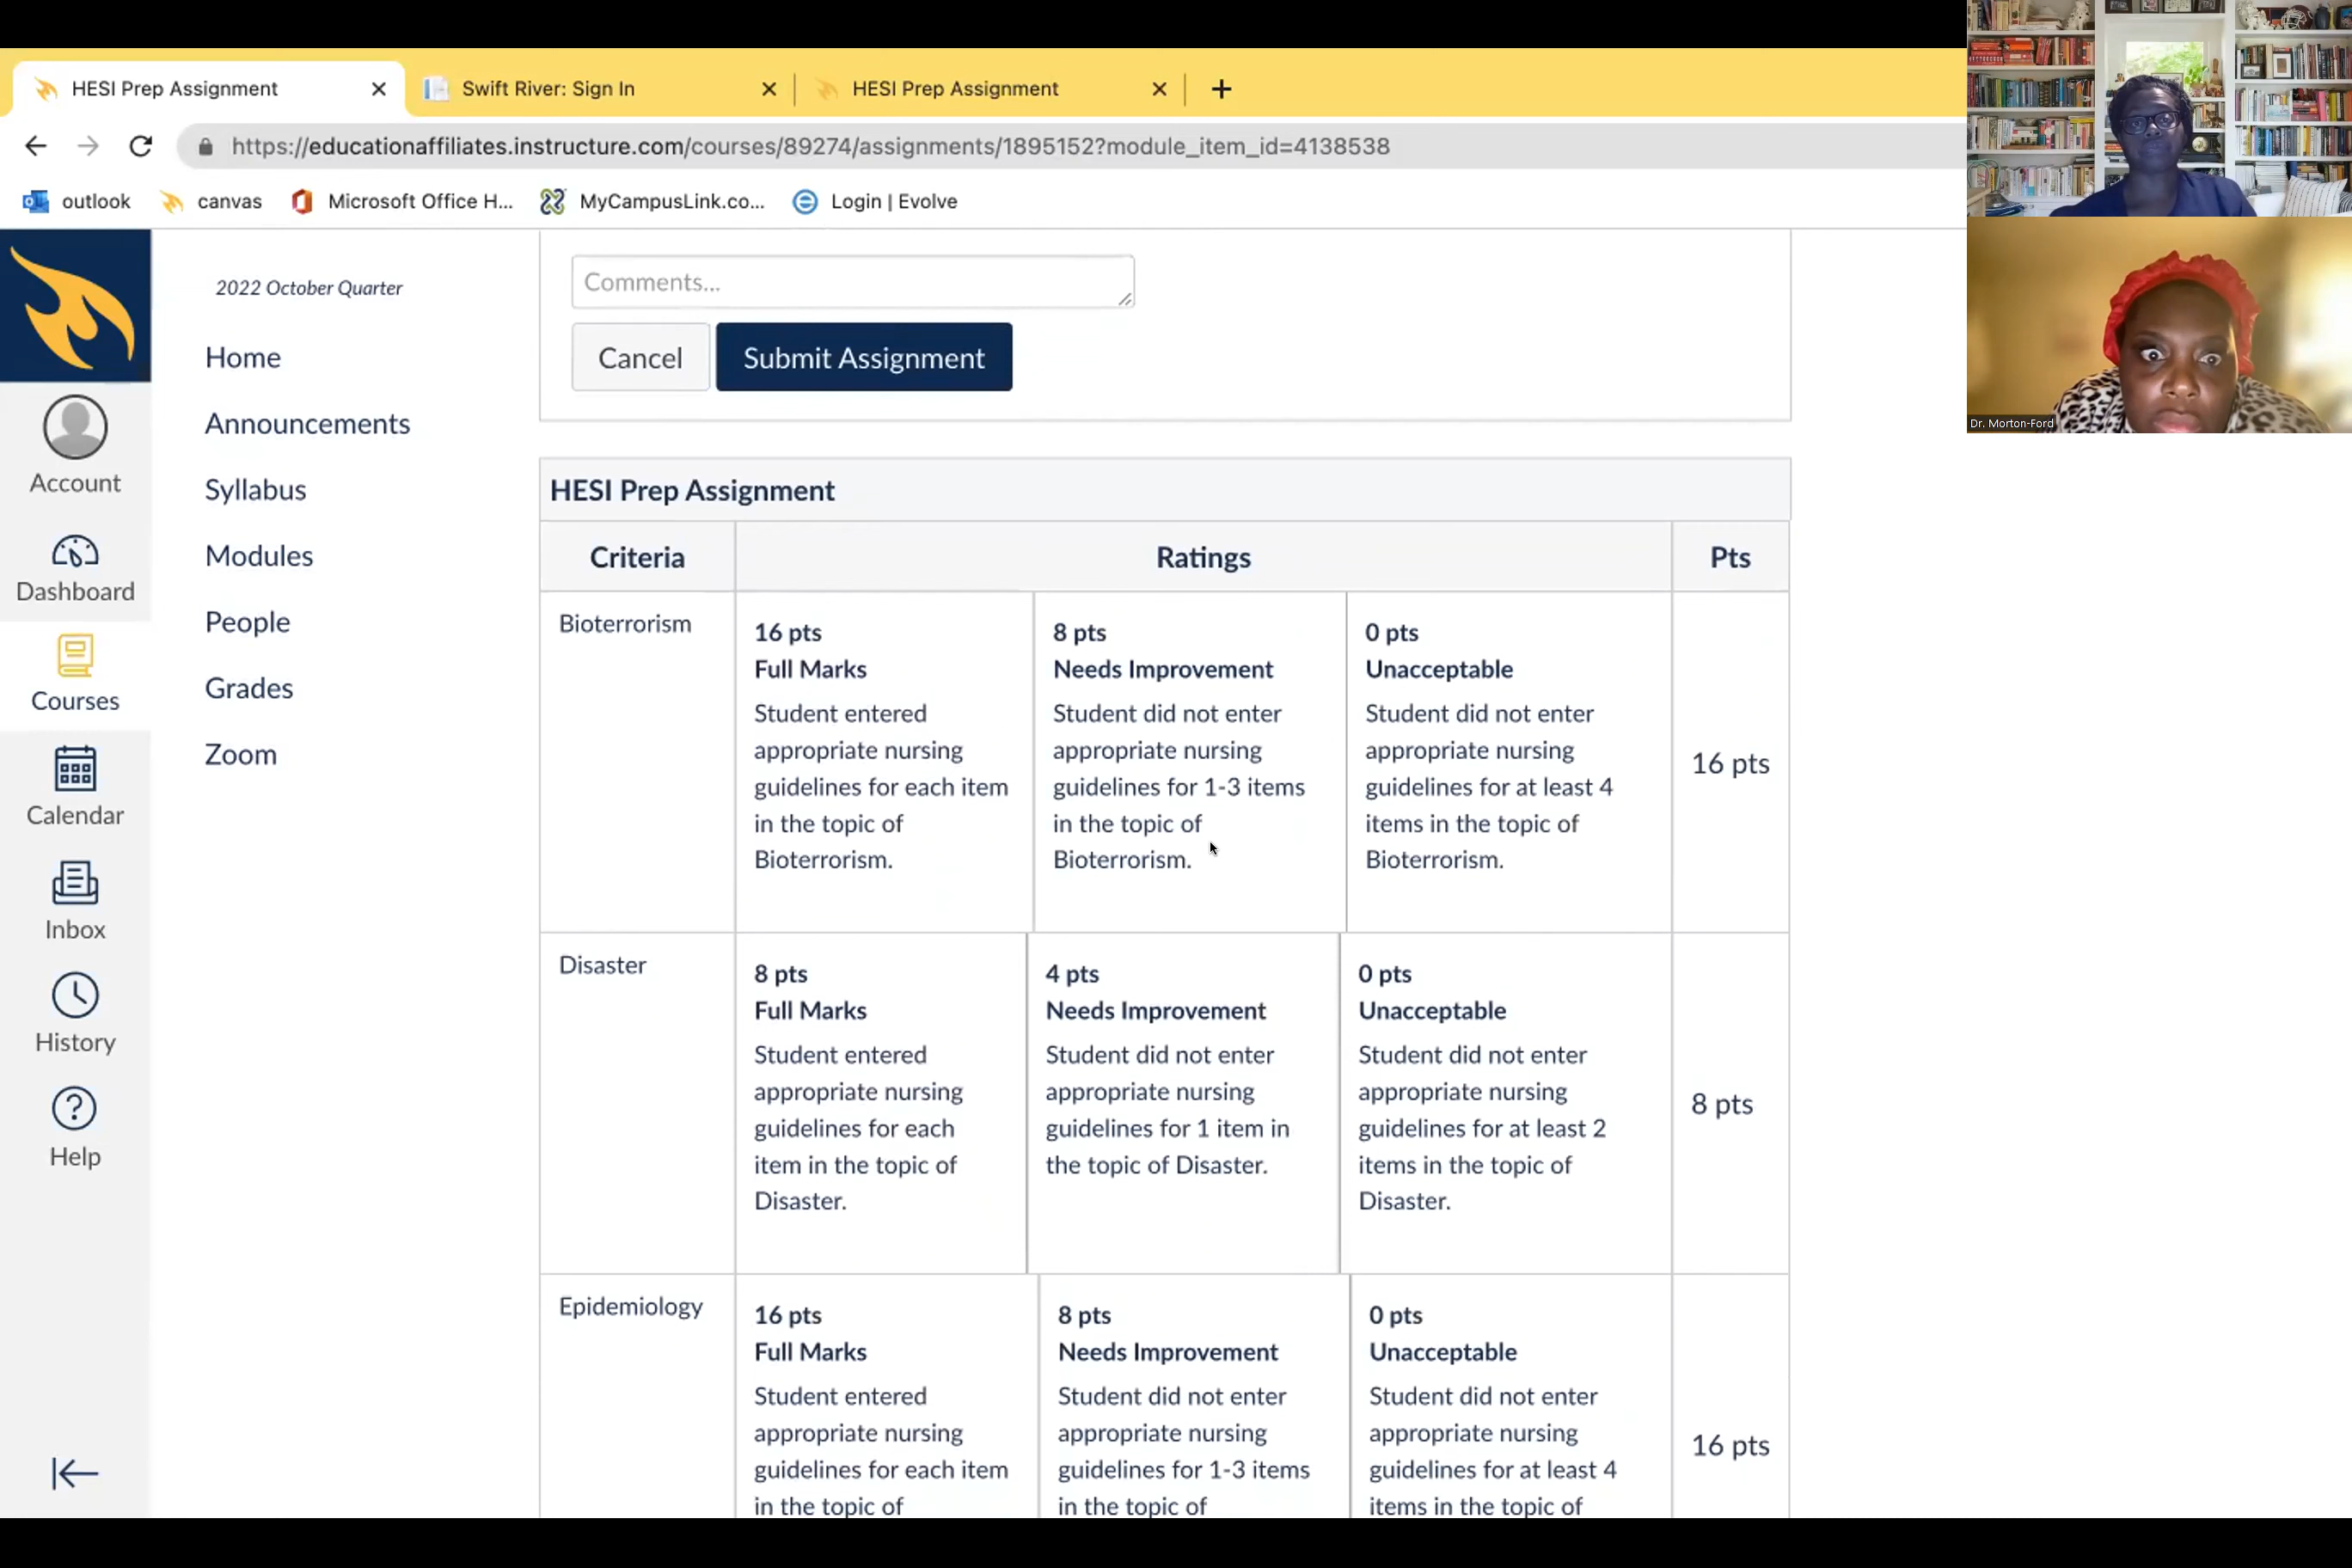 HESI Prep Assignment
Swift River: Sign In
HESI Prep Assignment
https://educationaffiliates.instructure.com/courses/89274/assignments/1895152?module_item_id=4138538
outlook
canvas
Microsoft Office H...
MyCampusLink.co...
Login | Evolve
Account
Dashboard
Courses
Calendar
Inbox
History
Help
2022 October Quarter
Home
Announcements
Syllabus
Modules
People
Grades
Zoom
Comments...
Cancel
Submit Assignment
HESI Prep Assignment
Criteria
Ratings
Pts
Bioterrorism
16 pts
Full Marks
Student entered
appropriate nursing
guidelines for each item
in the topic of
Bioterrorism.
8 pts
Needs Improvement
Student did not enter
appropriate nursing
guidelines for 1-3 items
in the topic of
Bioterrorism.
0 pts
Unacceptable
Student did not enter
appropriate nursing
guidelines for at least 4
items in the topic of
Bioterrorism.
16 pts
Disaster
8 pts
Full Marks
Student entered
appropriate nursing
guidelines for each
item in the topic of
Disaster.
4 pts
Needs Improvement
Student did not enter
appropriate nursing
guidelines for 1 item in
the topic of Disaster.
0 pts
Unacceptable
Student did not enter
appropriate nursing
guidelines for at least 2
items in the topic of
Disaster.
8 pts
Epidemiology
16 pts
Full Marks
Student entered
appropriate nursing
guidelines for each item
in the topic of
8 pts
Needs Improvement
Student did not enter
appropriate nursing
guidelines for 1-3 items
in the topic of
0 pts
Unacceptable
Student did not enter
appropriate nursing
guidelines for at least 4
items in the topic of
16 pts
Dr. Morton-Ford